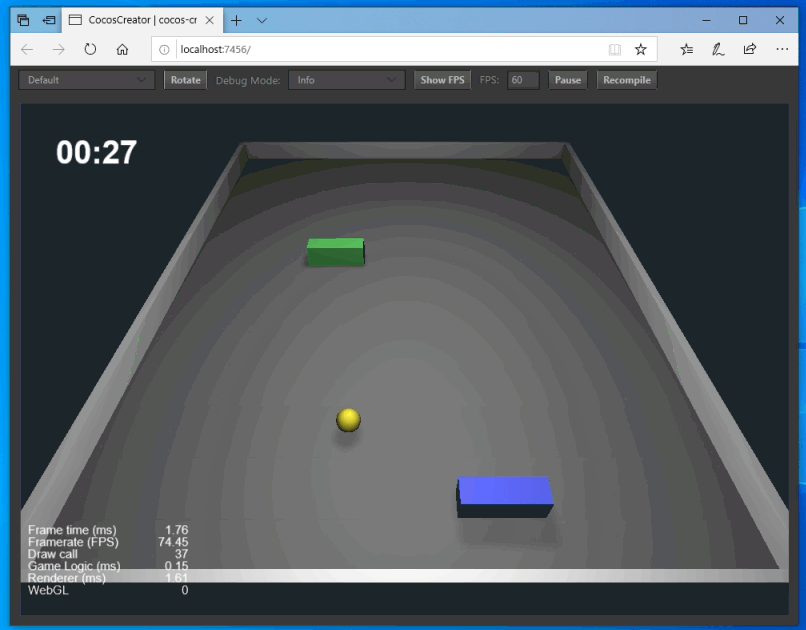 CocosCreator | cocos-cr
localhost:7456/
Default Rotate Debug Mode: Info Show FPS FPS: 60 Pause Recompile
00:27
Frame time (ms) 1.76
Framerate (FPS) 74.45
Draw call 37
Game Logic (ms) 0.15
Renderer (ms) 1.61
WebGL 0